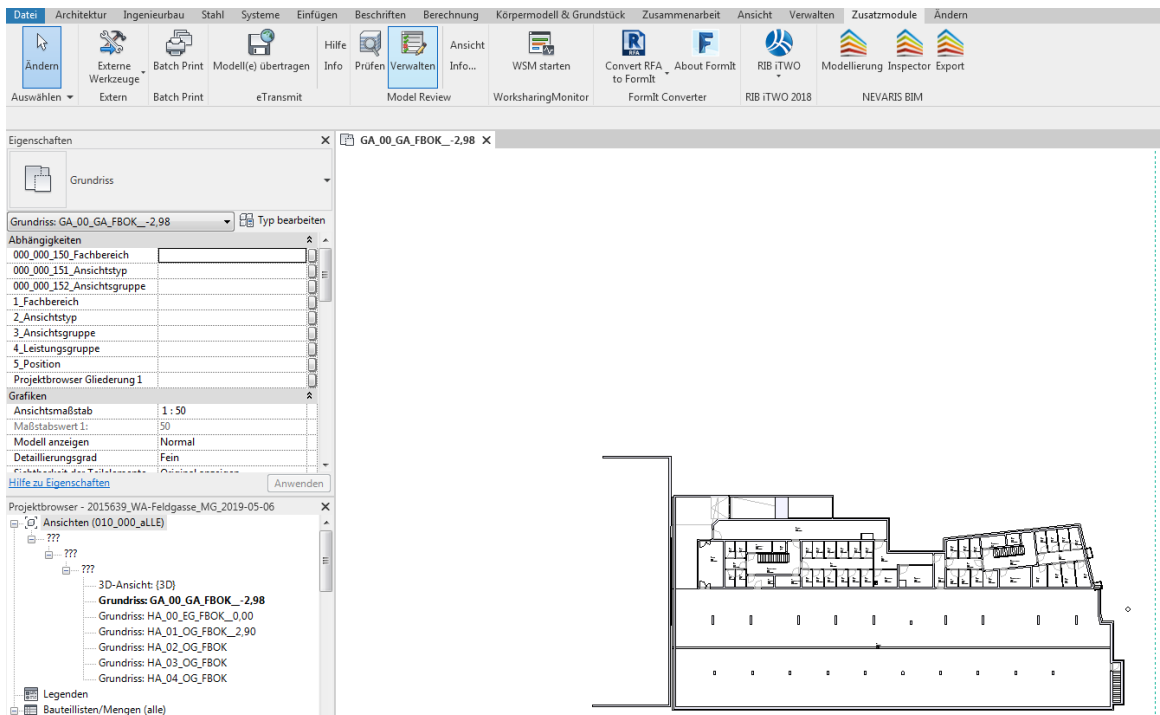 Datei Architektur Ingenieurbau Stahl Systeme Einfügen Beschriften Berechnung Körpermodell & Grundstück Zusammenarbeit Ansicht Verwalten Zusatzmodule Ändern
Ändern Externe Werkzeuge Batch Print Modell(e) übertragen Hilfe Info Prüfen Verwalten Ansicht Info... WSM starten Convert RFA to FormIt About FormIt RIB iTWO Modellierung Inspector Export
Auswählen Extern Batch Print eTransmit Model Review WorksharingMonitor FormIt Converter RIB iTWO 2018 NEVARIS BIM
Eigenschaften
GA_00_GA_FBOK__-2,98
Grundriss
Grundriss: GA_00_GA_FBOK__-2,98 Typ bearbeiten
Abhängigkeiten
000_000_150_Fachbereich
000_000_151_Ansichtstyp
000_000_152_Ansichtsgruppe
1_Fachbereich
2_Ansichtstyp
3_Ansichtsgruppe
4_Leistungsgruppe
5_Position
Projektbrowser Gliederung 1
Grafiken
Ansichtsmaßstab 1 : 50
Maßstabswert 1: 50
Modell anzeigen Normal
Detaillierungsgrad Fein
Hilfe zu Eigenschaften Anwenden
Projektbrowser - 2015639_WA-Feldgasse_MG_2019-05-06
Ansichten (010_000_aLLE)
???
???
???
3D-Ansicht: {3D}
Grundriss: GA_00_GA_FBOK__-2,98
Grundriss: HA_00_EG_FBOK__0,00
Grundriss: HA_01_OG_FBOK__2,90
Grundriss: HA_02_OG_FBOK
Grundriss: HA_03_OG_FBOK
Grundriss: HA_04_OG_FBOK
Legenden
Bauteillisten/Mengen (alle)